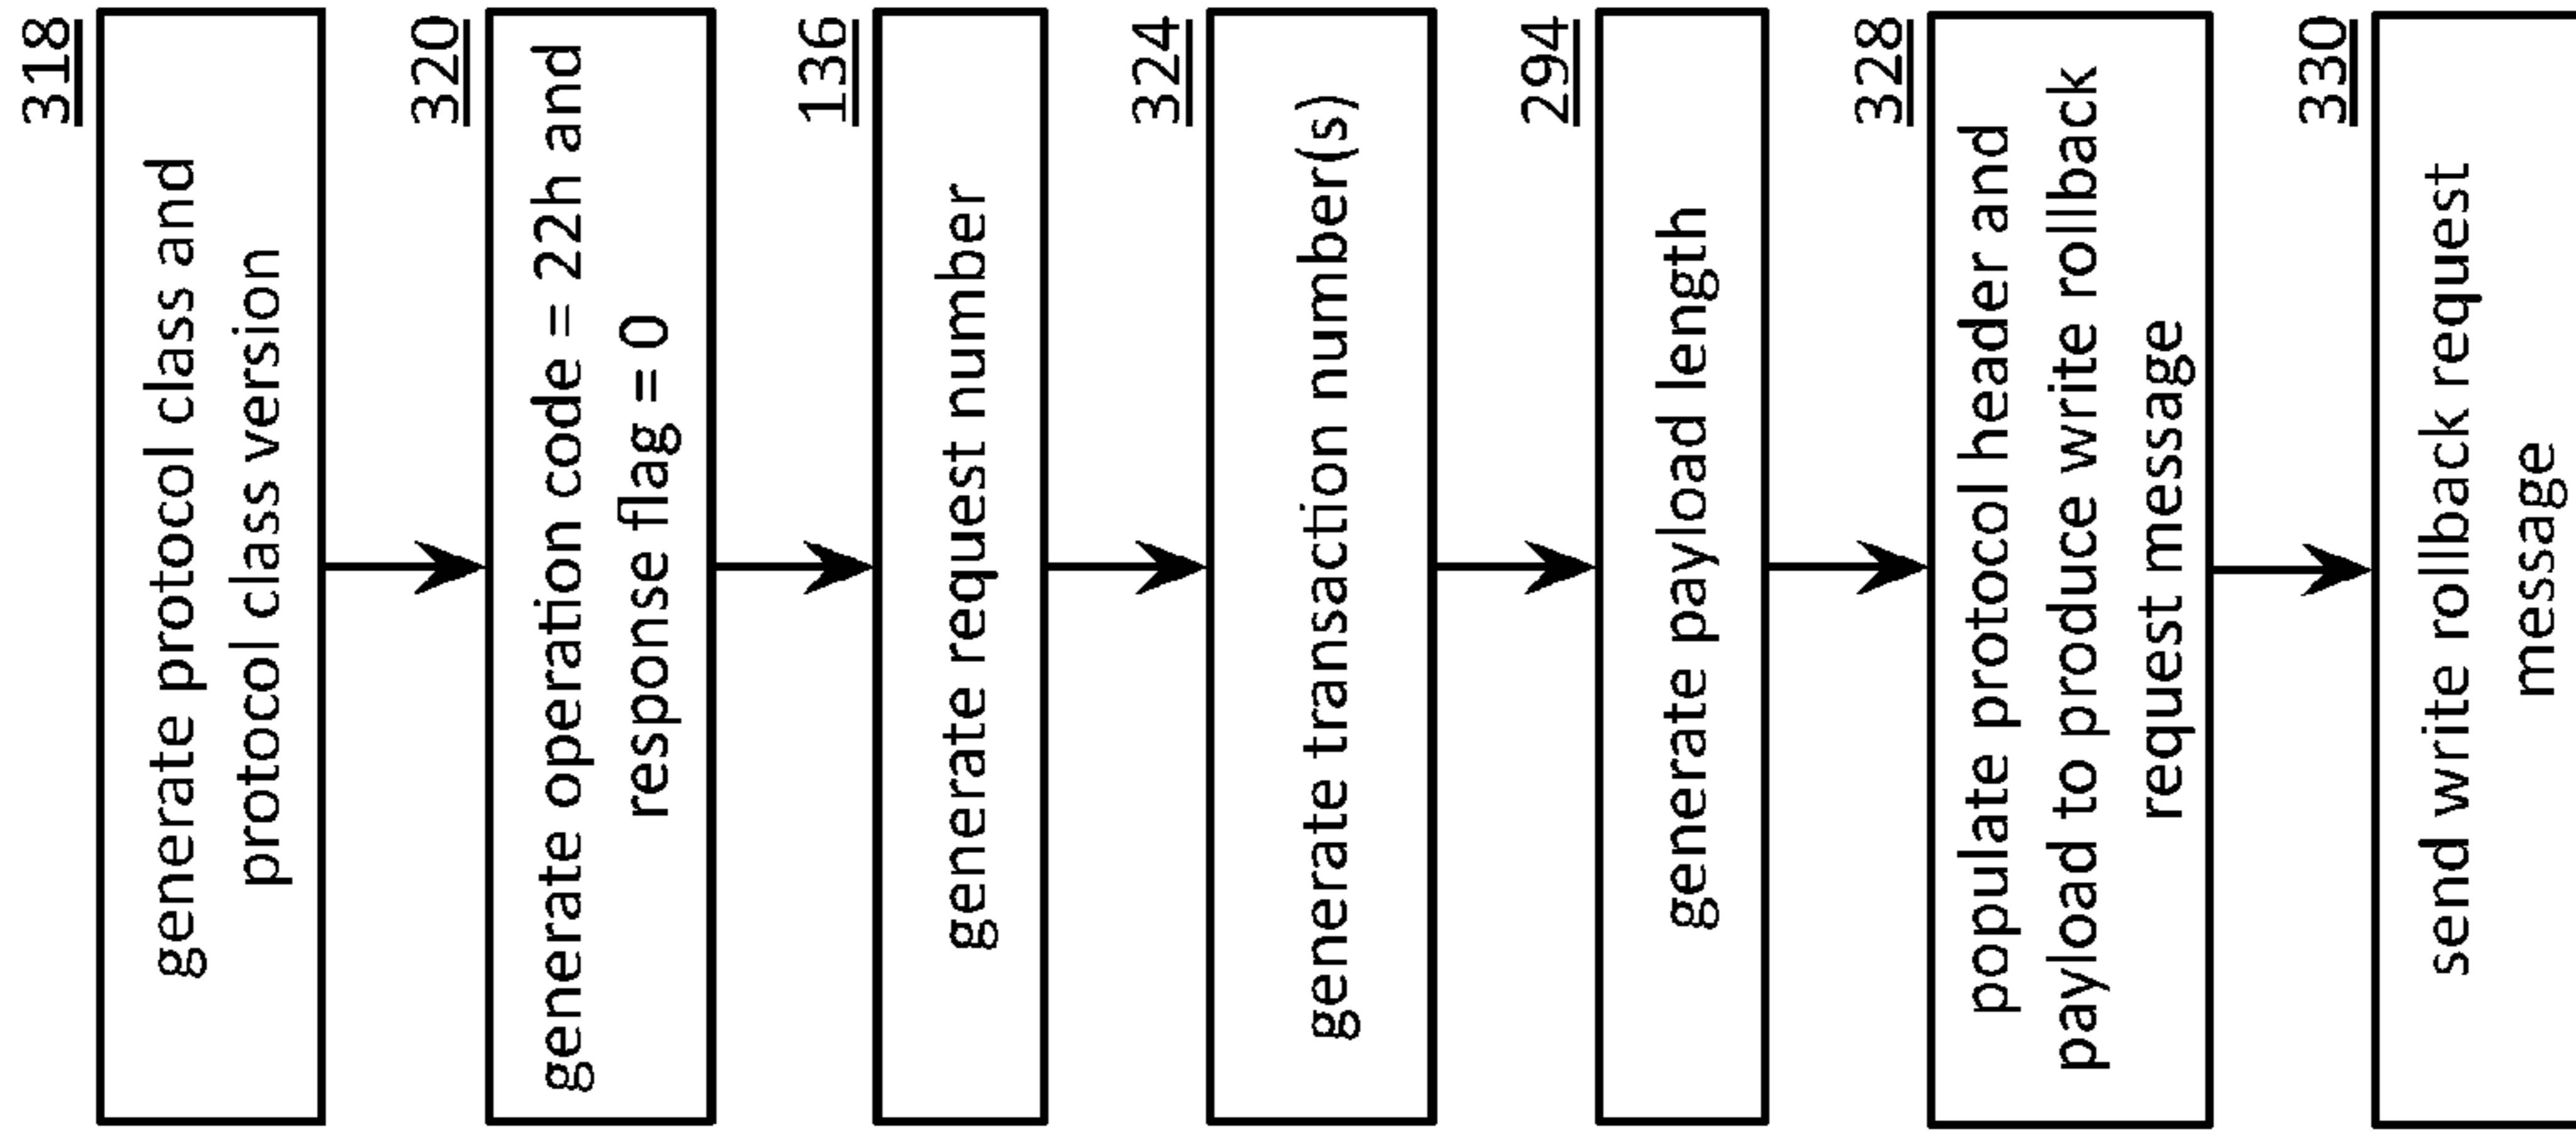 318
generate protocol class and
protocol class version
320
generate operation code = 22h and
response flag = 0
136
generate request number
324
generate transaction number(s)
294
generate payload length
328
populate protocol header and
payload to produce write rollback
request message
330
send write rollback request
message